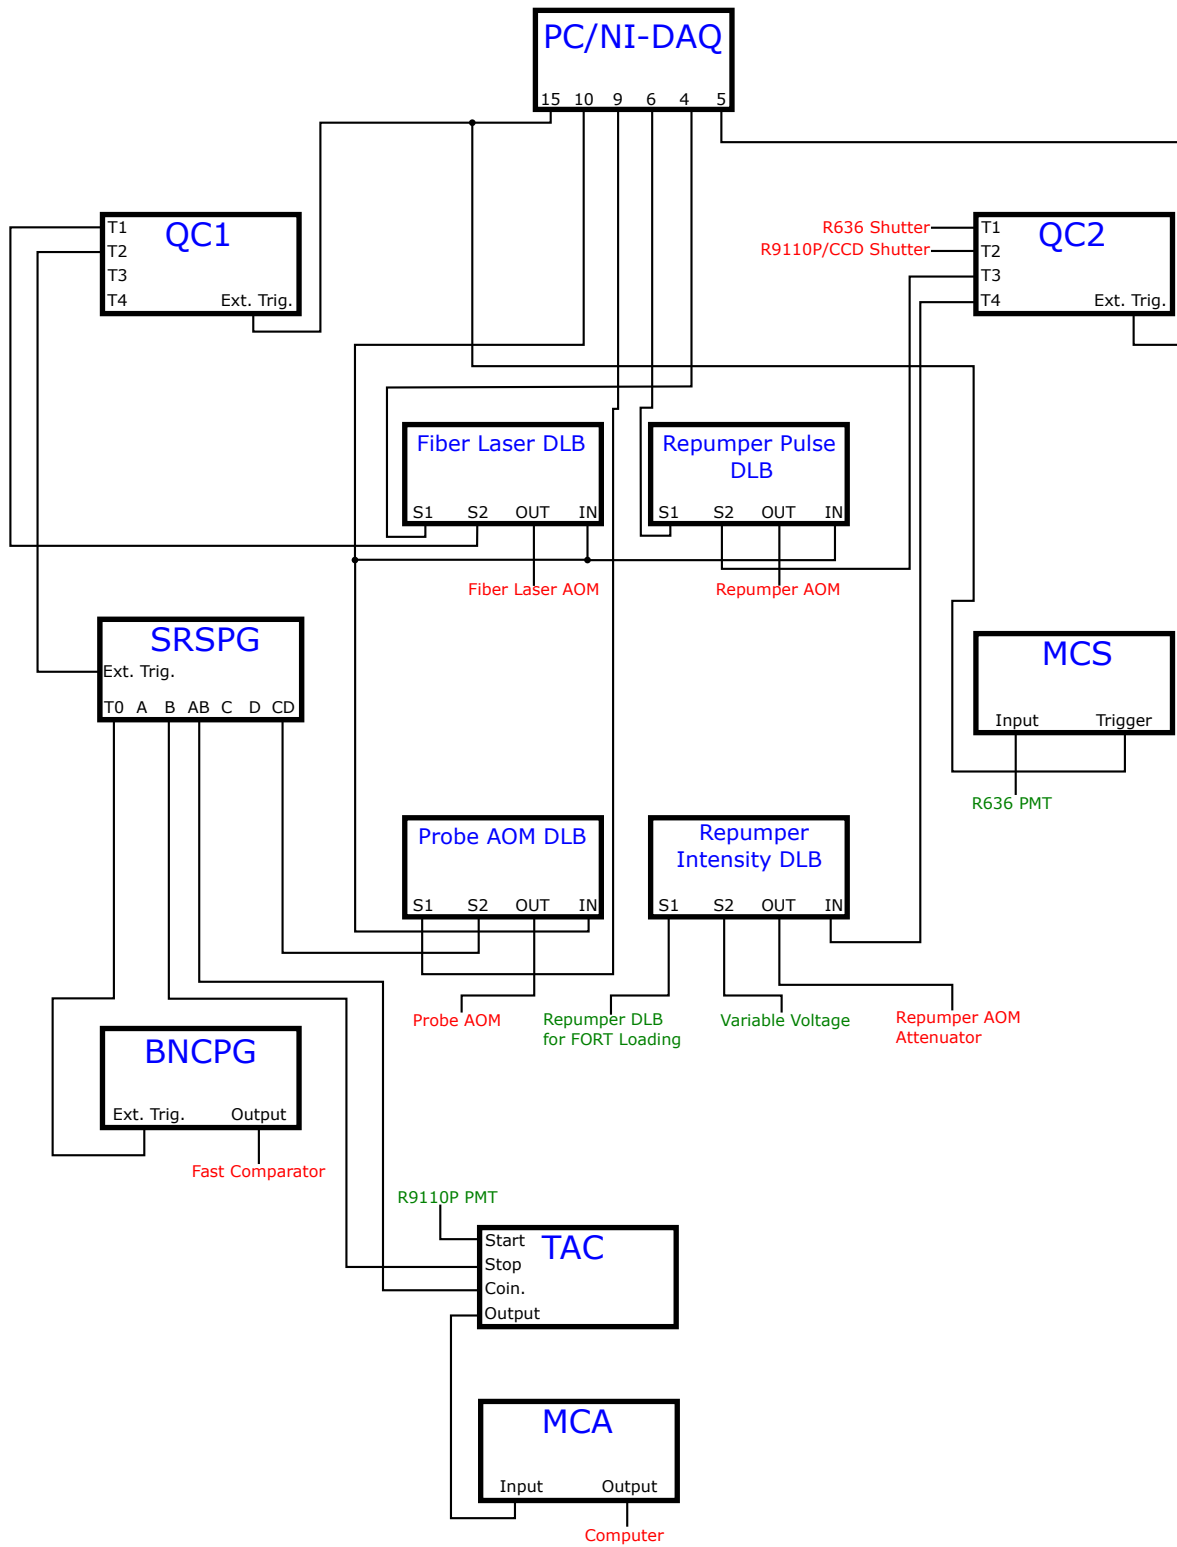 PC/NI-DAQ
15 10 9 6 4 5
QC1
T1
T2
T3
T4
Ext. Trig.
R636 Shutter
R9110P/CCD Shutter
QC2
T1
T2
T3
T4
Ext. Trig.
Fiber Laser DLB
S1 S2 OUT IN
Fiber Laser AOM
Repumper Pulse
DLB
S1 S2 OUT IN
Repumper AOM
SRSPG
Ext. Trig.
T0 A B AB C D CD
MCS
Input Trigger
R636 PMT
Probe AOM DLB
S1 S2 OUT IN
Probe AOM
Repumper
Intensity DLB
S1 S2 OUT IN
Repumper DLB
for FORT Loading
Variable Voltage
Repumper AOM
Attenuator
BNCPG
Ext. Trig. Output
Fast Comparator
R9110P PMT
TAC
Start
Stop
Coin.
Output
MCA
Input Output
Computer